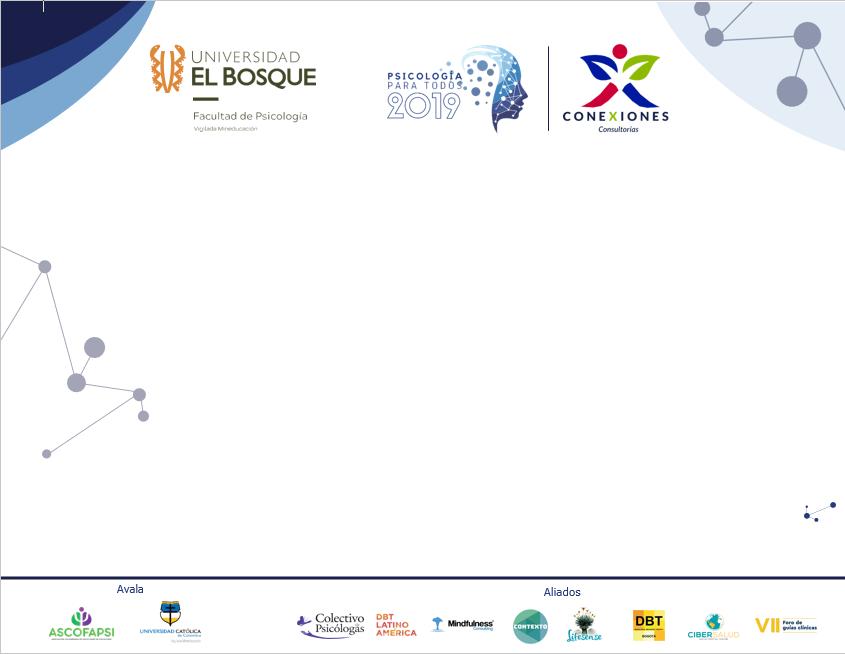 UNIVERSIDAD
EL BOSQUE
Facultad de Psicología
Vigilada Mineducación
PSICOLOGÍA
PARA TODOS
2019
CONEXIONES
Consultorías
Avala
Aliados
ASCOFAPSI
UNIVERSIDAD CATÓLICA
de Colombia
Colectivo
Psicólogas
DBT
LATINO
AMERICA
Mindfulness
Consulting
CONTEXTO
Lifesense
DBT
BOGOTA
CIBERSALUD
VII
Foro de
guías clínicas